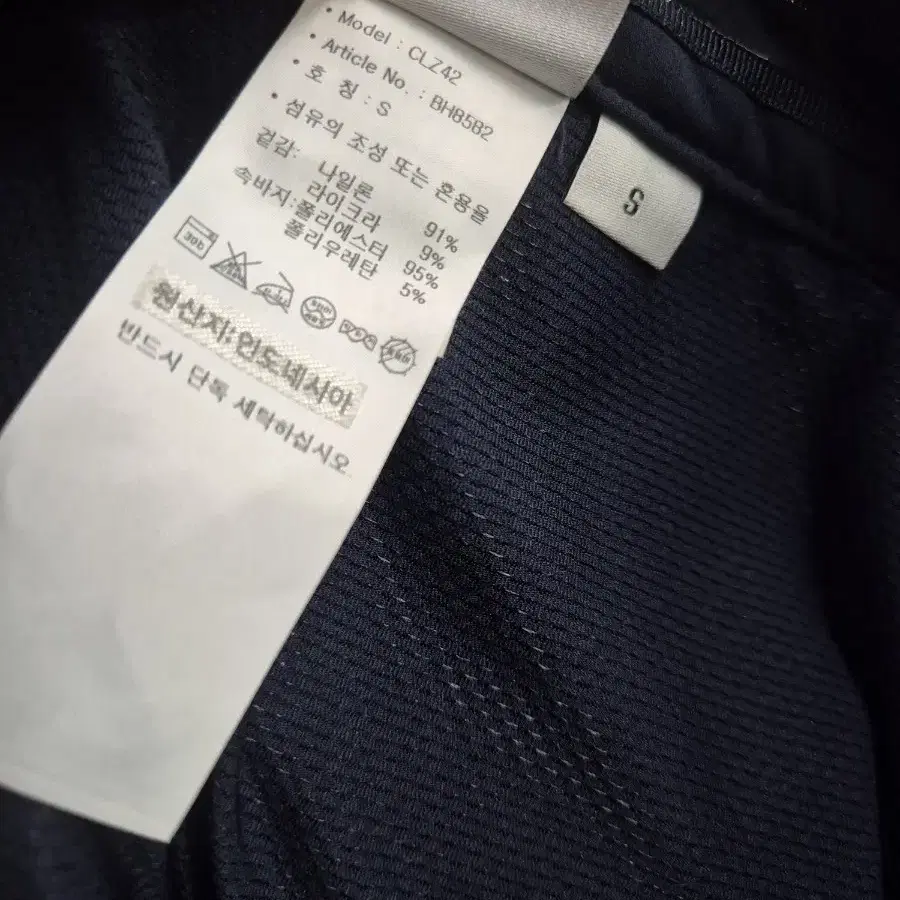 • Model : CLZ42
• Article No. : BH8582
• 호 칭 : S
• 섬유의 조성 또는 혼용율
겉감: 나일론 91%
라이크라 9%
속바지:폴리에스터 95%
폴리우레탄 5%
30b
원산지:인도네시아
반드시 단독 세탁하십시오
S